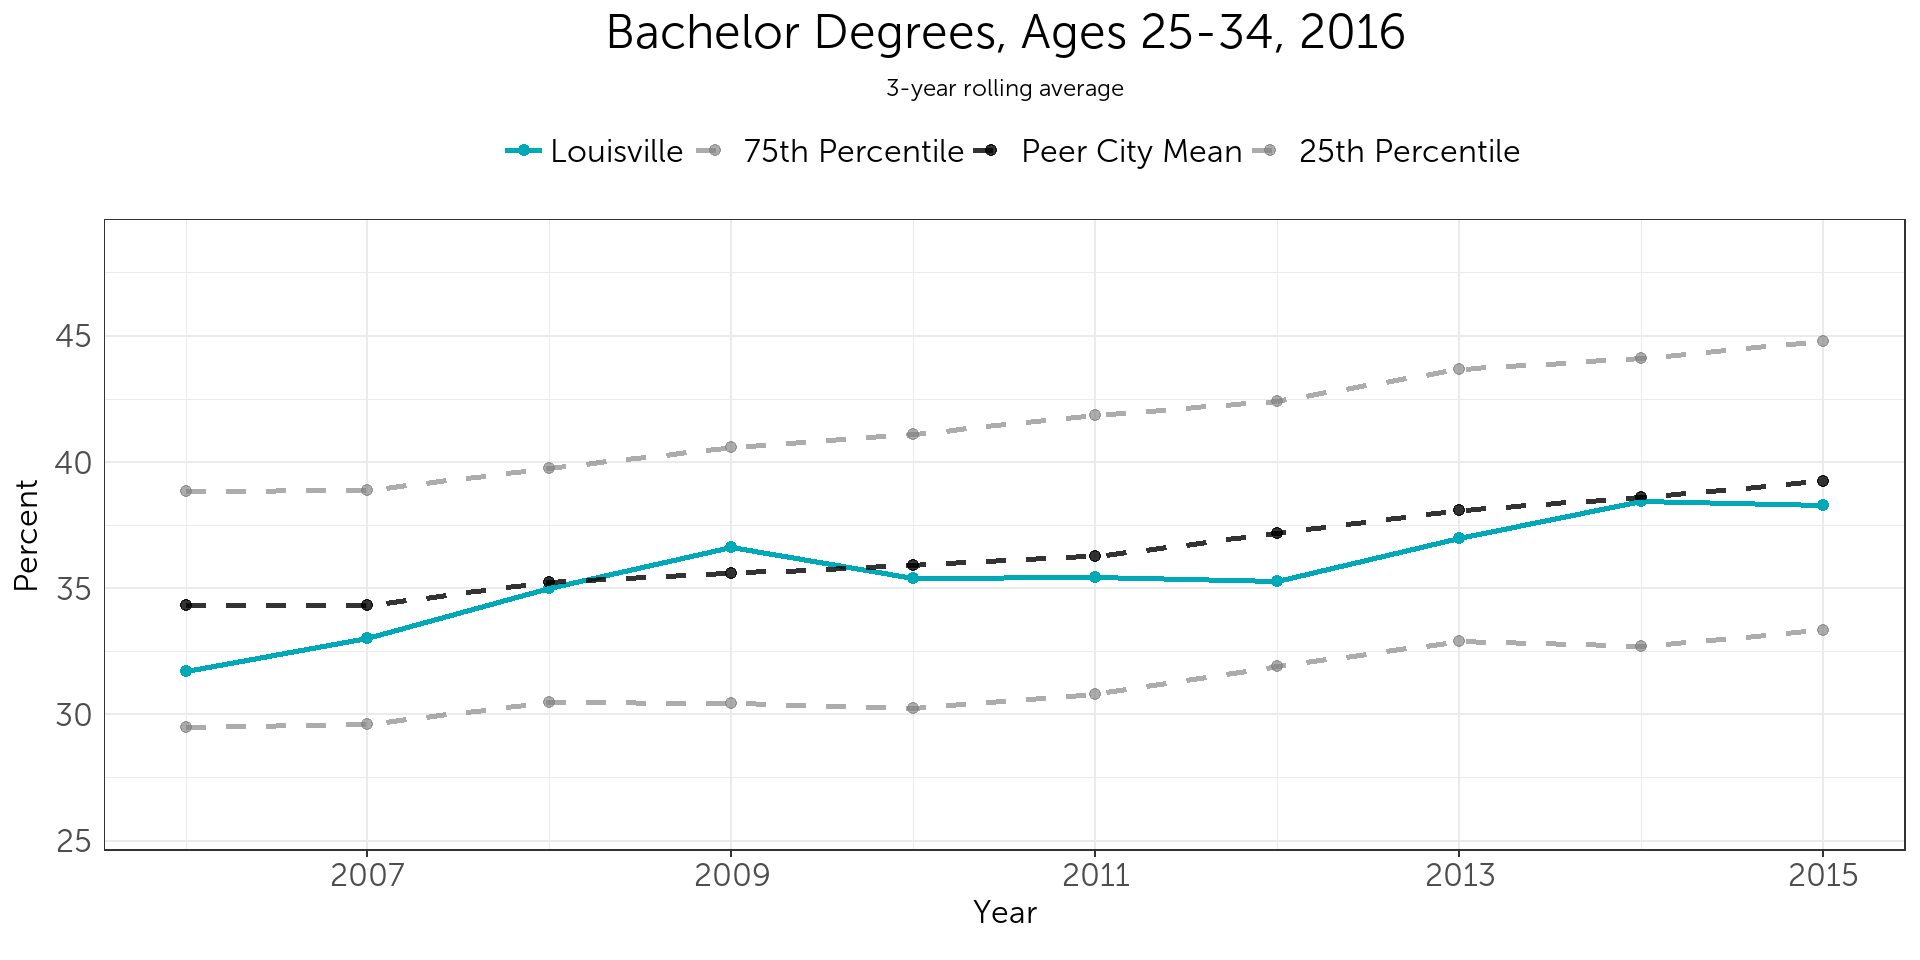 Bachelor Degrees, Ages 25-34, 2016
3-year rolling average
Louisville 75th Percentile Peer City Mean 25th Percentile
Percent
45
40
35
30
25
2007 2009 2011 2013 2015
Year